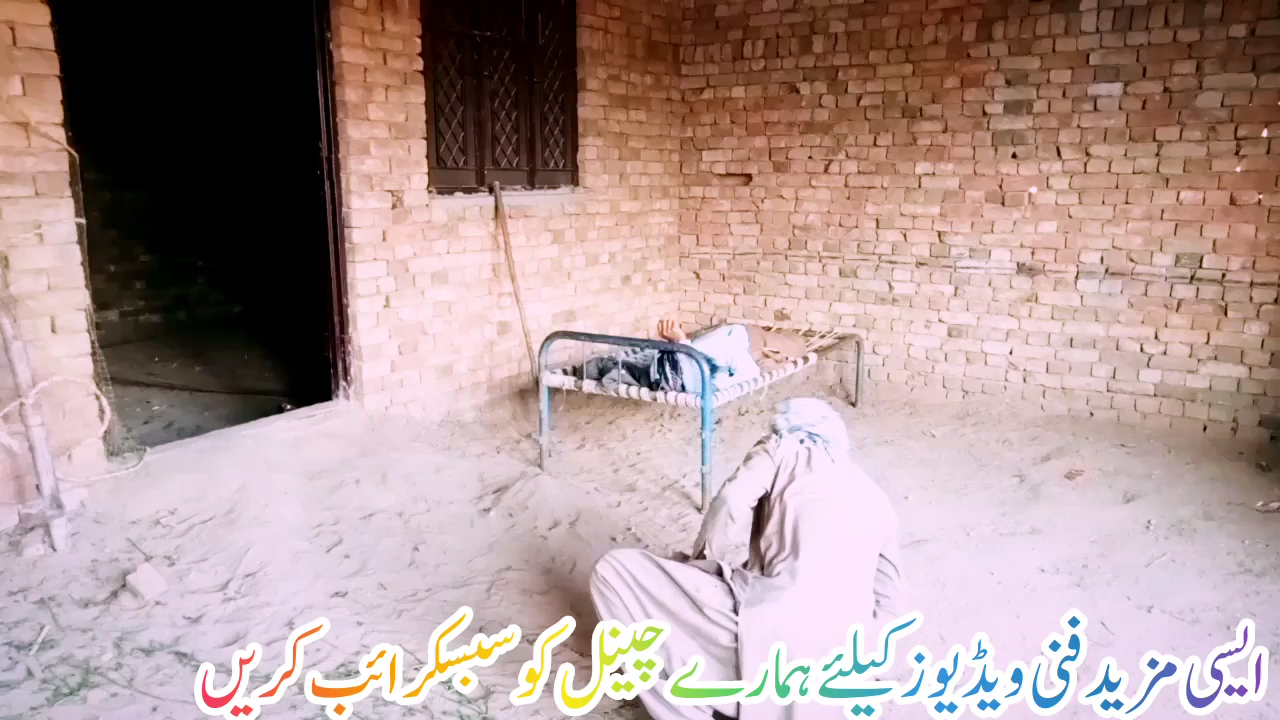 ایسی مزید فنی ویڈیوز کیلئے ہمارے چینل کو سبسکرائب کریں